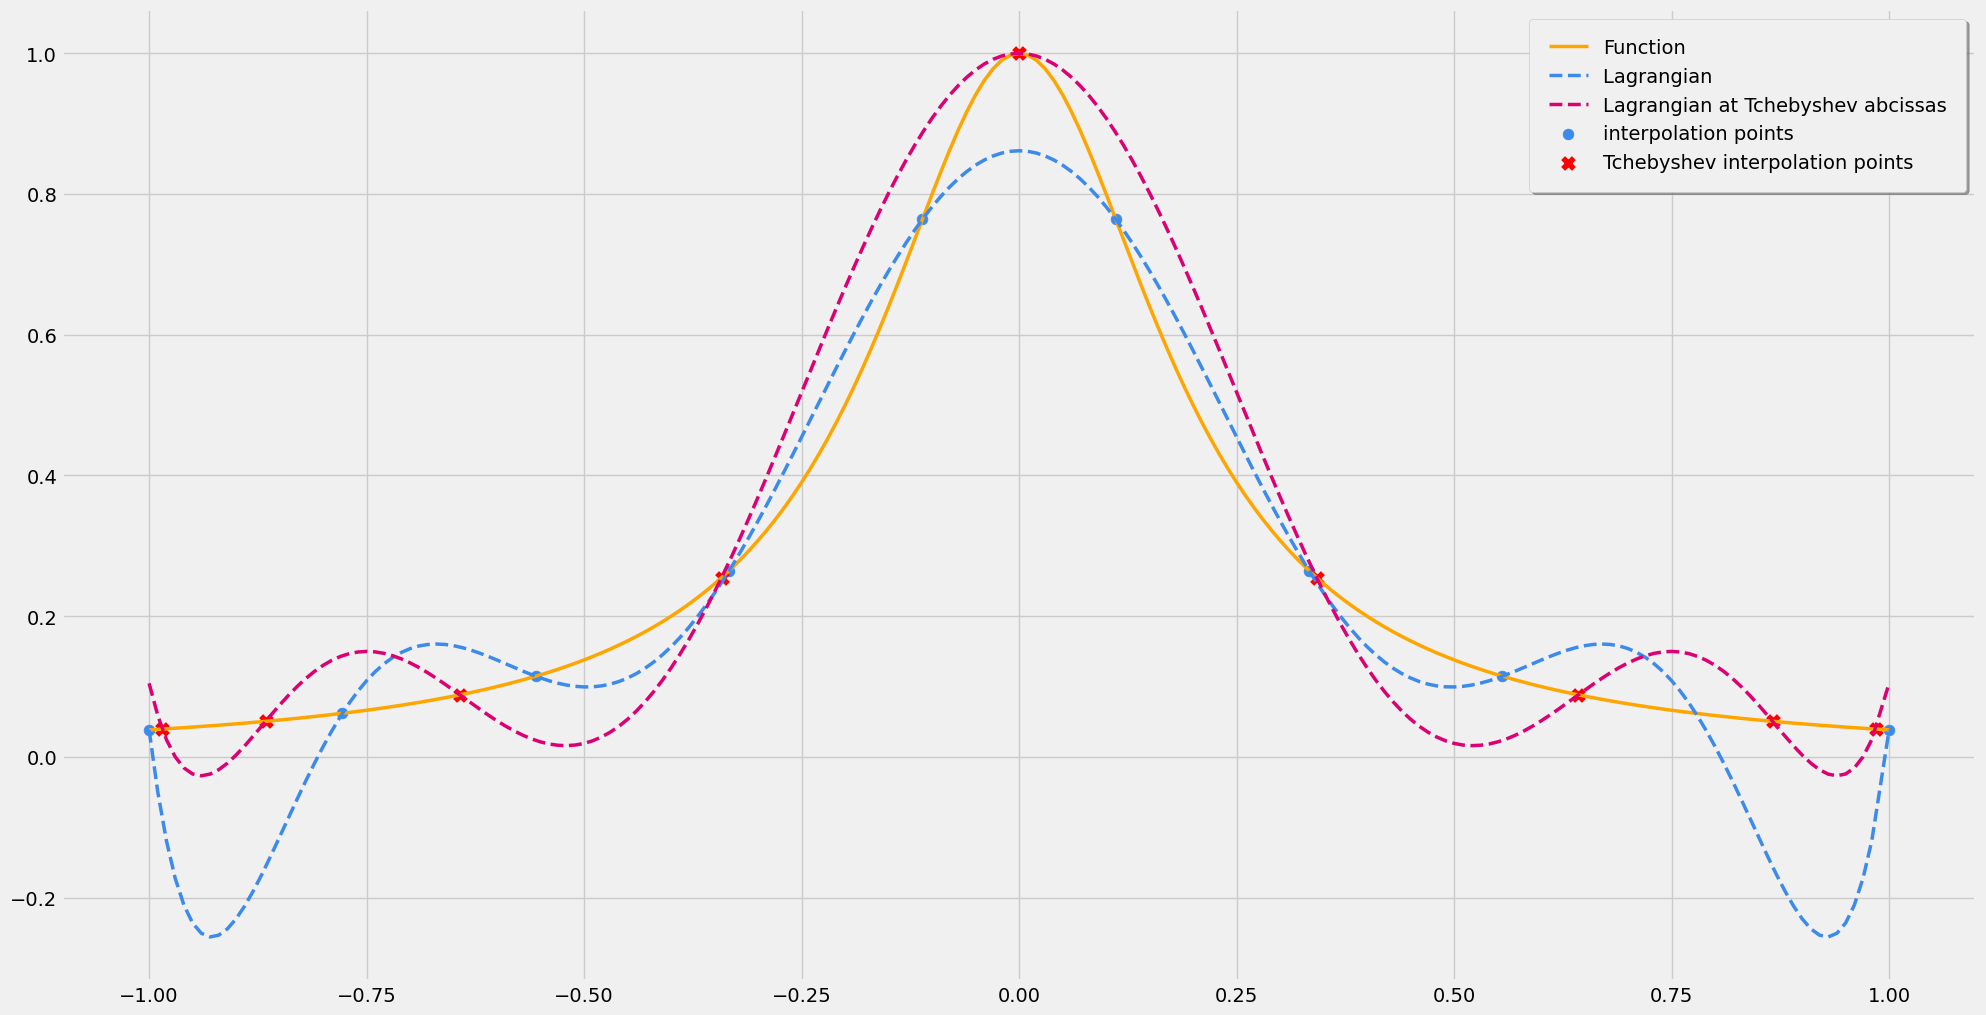 Function
Lagrangian
Lagrangian at Tchebyshev abcissas
interpolation points
Tchebyshev interpolation points
1.0
0.8
0.6
0.4
0.2
0.0
−0.2
−1.00 −0.75 −0.50 −0.25 0.00 0.25 0.50 0.75 1.00